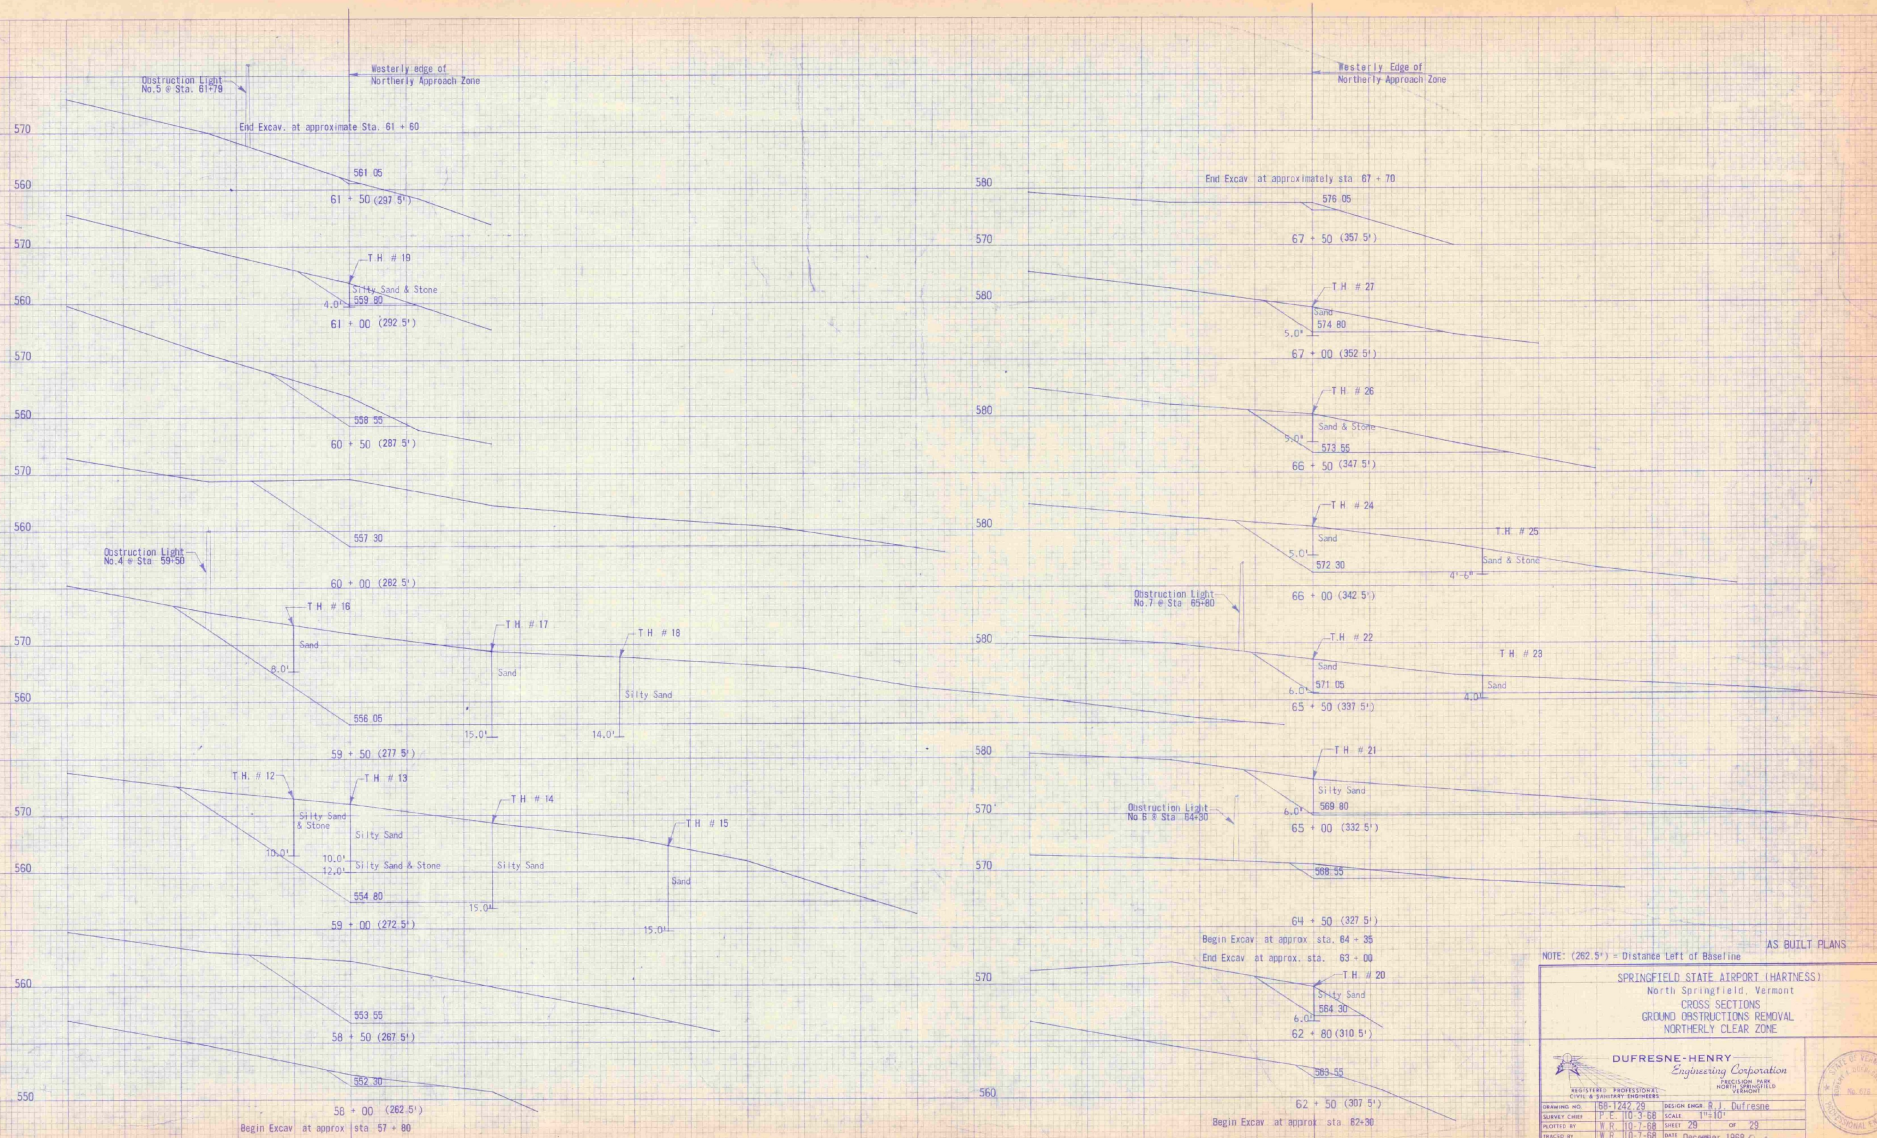 Obstruction Light
No.5 @ Sta. 61+79
Westerly edge of
Northerly Approach Zone
End Excav. at approximate Sta. 61 + 60
570
561.05
560
61 + 50 (297.5')
570
T.H. # 19
Silty Sand & Stone
4.0'
559.80
560
61 + 00 (292.5')
570
560
558.55
60 + 50 (287.5')
570
560
557.30
Obstruction Light
No.4 @ Sta. 59+50
60 + 00 (282.5')
T.H. # 16
T.H. # 17
T.H. # 18
570
Sand
8.0'
Sand
Silty Sand
560
556.05
15.0'
14.0'
59 + 50 (277.5')
T.H. # 12
T.H. # 13
T.H. # 14
T.H. # 15
570
Silty Sand
& Stone
Silty Sand
10.0'
10.0'
12.0'
Silty Sand & Stone
Silty Sand
Sand
560
554.80
15.0'
15.0'
59 + 00 (272.5')
560
553.55
58 + 50 (267.5')
552.30
550
58 + 00 (262.5')
Begin Excav. at approx. sta. 57 + 80
Westerly Edge of
Northerly Approach Zone
End Excav. at approximately sta. 67 + 70
580
576.05
570
67 + 50 (357.5')
T.H. # 27
580
Sand
574.80
5.0'
67 + 00 (352.5')
T.H. # 26
580
Sand & Stone
5.0'
573.55
66 + 50 (347.5')
T.H. # 24
T.H. # 25
580
Sand
5.0'
Sand & Stone
572.30
4'-6"
Obstruction Light
No.7 @ Sta. 65+80
66 + 00 (342.5')
T.H. # 22
T.H. # 23
580
Sand
6.0'
571.05
Sand
4.0'
65 + 50 (337.5')
T.H. # 21
580
Silty Sand
570
Obstruction Light
No.6 @ Sta. 64+30
6.0'
569.80
65 + 00 (332.5')
570
568.55
64 + 50 (327.5')
Begin Excav. at approx. sta. 64 + 35
End Excav. at approx. sta. 63 + 00
570
T.H. # 20
Silty Sand
564.30
6.0'
62 + 80 (310.5')
563.55
560
62 + 50 (307.5')
Begin Excav. at approx. sta. 62+30
AS BUILT PLANS
NOTE: (262.5') = Distance Left of Baseline
SPRINGFIELD STATE AIRPORT (HARTNESS)
North Springfield, Vermont
CROSS SECTIONS
GROUND OBSTRUCTIONS REMOVAL
NORTHERLY CLEAR ZONE
DUFRESNE-HENRY
Engineering Corporation
PRECISION PARK
NORTH SPRINGFIELD
VERMONT
REGISTERED PROFESSIONAL
CIVIL & SANITARY ENGINEERS
DRAWING NO. 68-1242.29 DESIGN ENGR. R.J. Dufresne
SURVEY CHIEF P.E. 10-3-68 SCALE 1"=10'
PLOTTED BY W.R. 10-7-68 SHEET 29 OF 29
TRACED BY W.R. 10-7-68 DATE December 1968